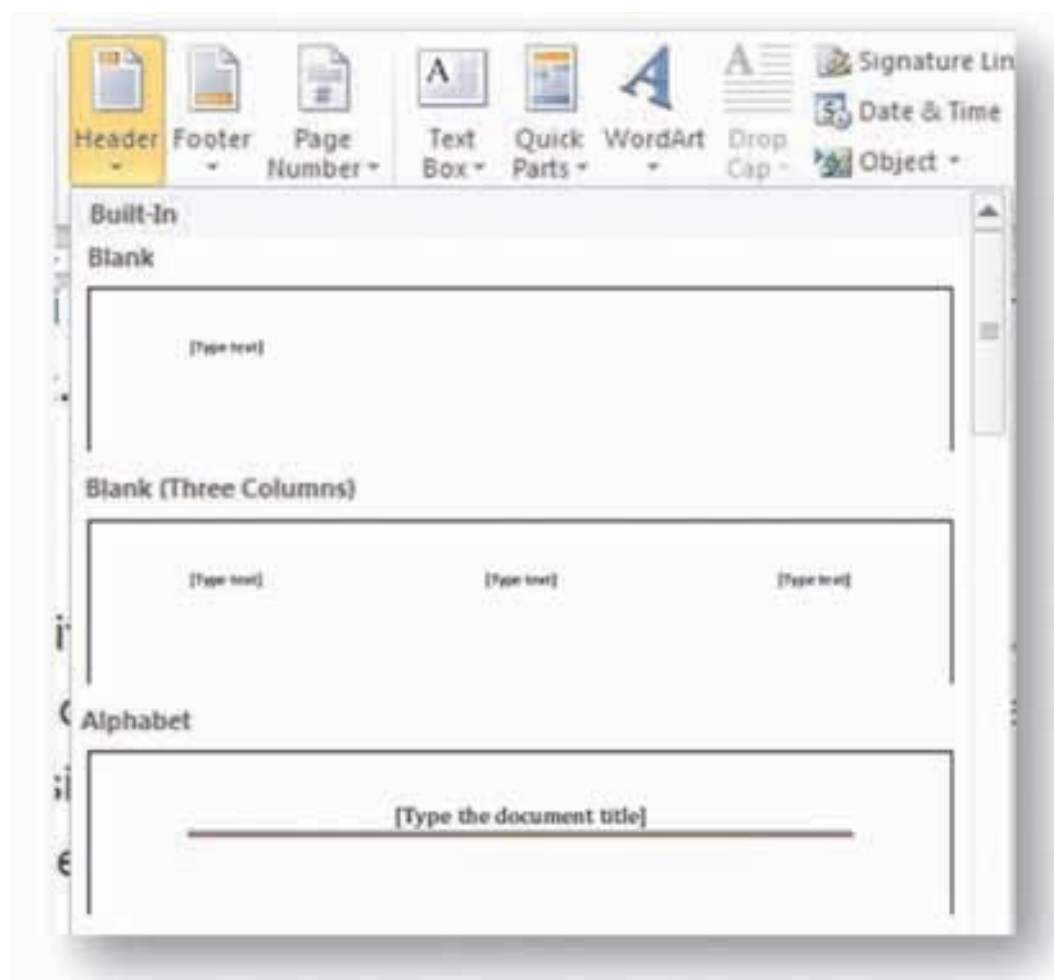 Header Footer Page Number Text Box Quick Parts WordArt Drop Cap
Signature Lin
Date & Time
Object
Built-In
Blank
[Type text]
Blank (Three Columns)
[Type text] [Type text] [Type text]
Alphabet
[Type the document title]